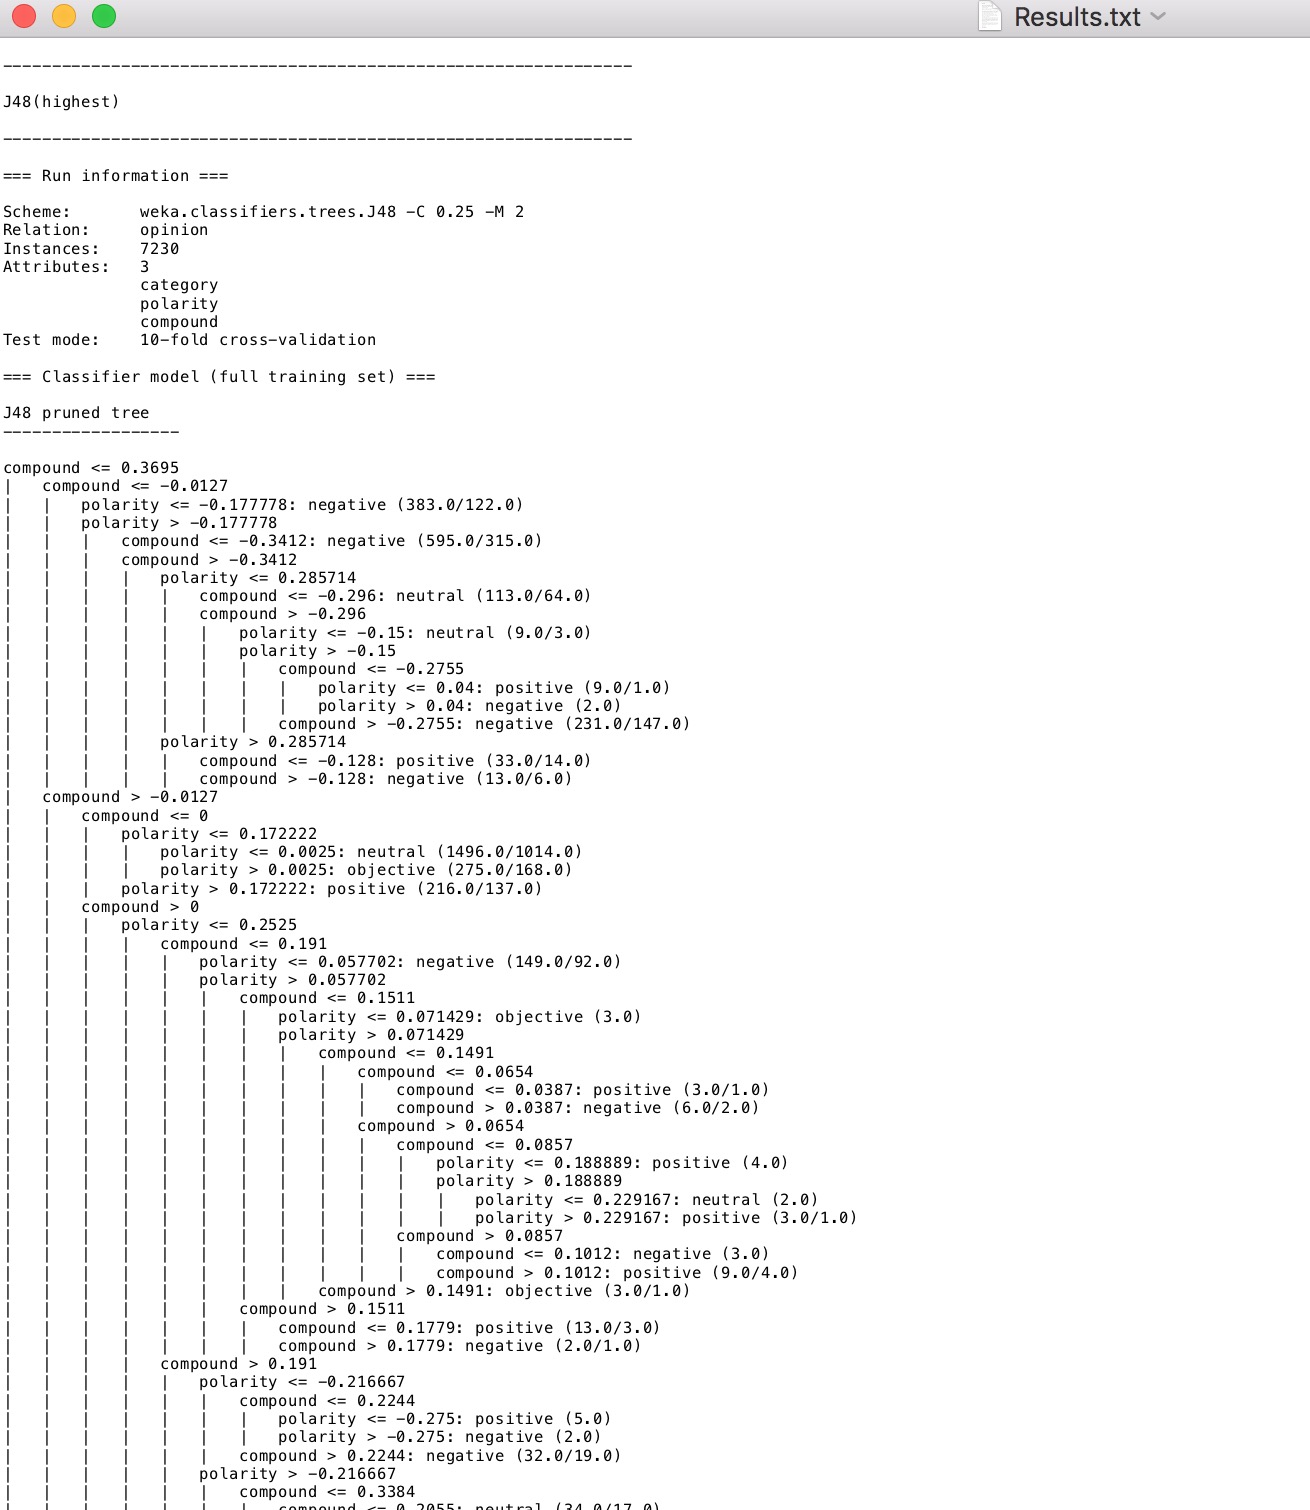 Results.txt
----------------------------------------------------------------
J48(highest)
----------------------------------------------------------------
=== Run information ===
Scheme:       weka.classifiers.trees.J48 -C 0.25 -M 2
Relation:     opinion
Instances:    7230
Attributes:   3
              category
              polarity
              compound
Test mode:    10-fold cross-validation
=== Classifier model (full training set) ===
J48 pruned tree
------------------
compound <= 0.3695
|   compound <= -0.0127
|   |   polarity <= -0.177778: negative (383.0/122.0)
|   |   polarity > -0.177778
|   |   |   compound <= -0.3412: negative (595.0/315.0)
|   |   |   compound > -0.3412
|   |   |   |   polarity <= 0.285714
|   |   |   |   |   compound <= -0.296: neutral (113.0/64.0)
|   |   |   |   |   compound > -0.296
|   |   |   |   |   |   polarity <= -0.15: neutral (9.0/3.0)
|   |   |   |   |   |   polarity > -0.15
|   |   |   |   |   |   |   compound <= -0.2755
|   |   |   |   |   |   |   |   polarity <= 0.04: positive (9.0/1.0)
|   |   |   |   |   |   |   |   polarity > 0.04: negative (2.0)
|   |   |   |   |   |   |   compound > -0.2755: negative (231.0/147.0)
|   |   |   |   polarity > 0.285714
|   |   |   |   |   compound <= -0.128: positive (33.0/14.0)
|   |   |   |   |   compound > -0.128: negative (13.0/6.0)
|   compound > -0.0127
|   |   compound <= 0
|   |   |   polarity <= 0.172222
|   |   |   |   polarity <= 0.0025: neutral (1496.0/1014.0)
|   |   |   |   polarity > 0.0025: objective (275.0/168.0)
|   |   |   polarity > 0.172222: positive (216.0/137.0)
|   |   compound > 0
|   |   |   polarity <= 0.2525
|   |   |   |   compound <= 0.191
|   |   |   |   |   polarity <= 0.057702: negative (149.0/92.0)
|   |   |   |   |   polarity > 0.057702
|   |   |   |   |   |   compound <= 0.1511
|   |   |   |   |   |   |   polarity <= 0.071429: objective (3.0)
|   |   |   |   |   |   |   polarity > 0.071429
|   |   |   |   |   |   |   |   compound <= 0.1491
|   |   |   |   |   |   |   |   |   compound <= 0.0654
|   |   |   |   |   |   |   |   |   |   compound <= 0.0387: positive (3.0/1.0)
|   |   |   |   |   |   |   |   |   |   compound > 0.0387: negative (6.0/2.0)
|   |   |   |   |   |   |   |   |   compound > 0.0654
|   |   |   |   |   |   |   |   |   |   compound <= 0.0857
|   |   |   |   |   |   |   |   |   |   |   polarity <= 0.188889: positive (4.0)
|   |   |   |   |   |   |   |   |   |   |   polarity > 0.188889
|   |   |   |   |   |   |   |   |   |   |   |   polarity <= 0.229167: neutral (2.0)
|   |   |   |   |   |   |   |   |   |   |   |   polarity > 0.229167: positive (3.0/1.0)
|   |   |   |   |   |   |   |   |   |   compound > 0.0857
|   |   |   |   |   |   |   |   |   |   |   compound <= 0.1012: negative (3.0)
|   |   |   |   |   |   |   |   |   |   |   compound > 0.1012: positive (9.0/4.0)
|   |   |   |   |   |   |   |   compound > 0.1491: objective (3.0/1.0)
|   |   |   |   |   |   compound > 0.1511
|   |   |   |   |   |   |   compound <= 0.1779: positive (13.0/3.0)
|   |   |   |   |   |   |   compound > 0.1779: negative (2.0/1.0)
|   |   |   |   compound > 0.191
|   |   |   |   |   polarity <= -0.216667
|   |   |   |   |   |   compound <= 0.2244
|   |   |   |   |   |   |   polarity <= -0.275: positive (5.0)
|   |   |   |   |   |   |   polarity > -0.275: negative (2.0)
|   |   |   |   |   |   compound > 0.2244: negative (32.0/19.0)
|   |   |   |   |   polarity > -0.216667
|   |   |   |   |   |   compound <= 0.3384
|   |   |   |   |   |   |   compound <= 0.2055: neutral (34.0/17.0)